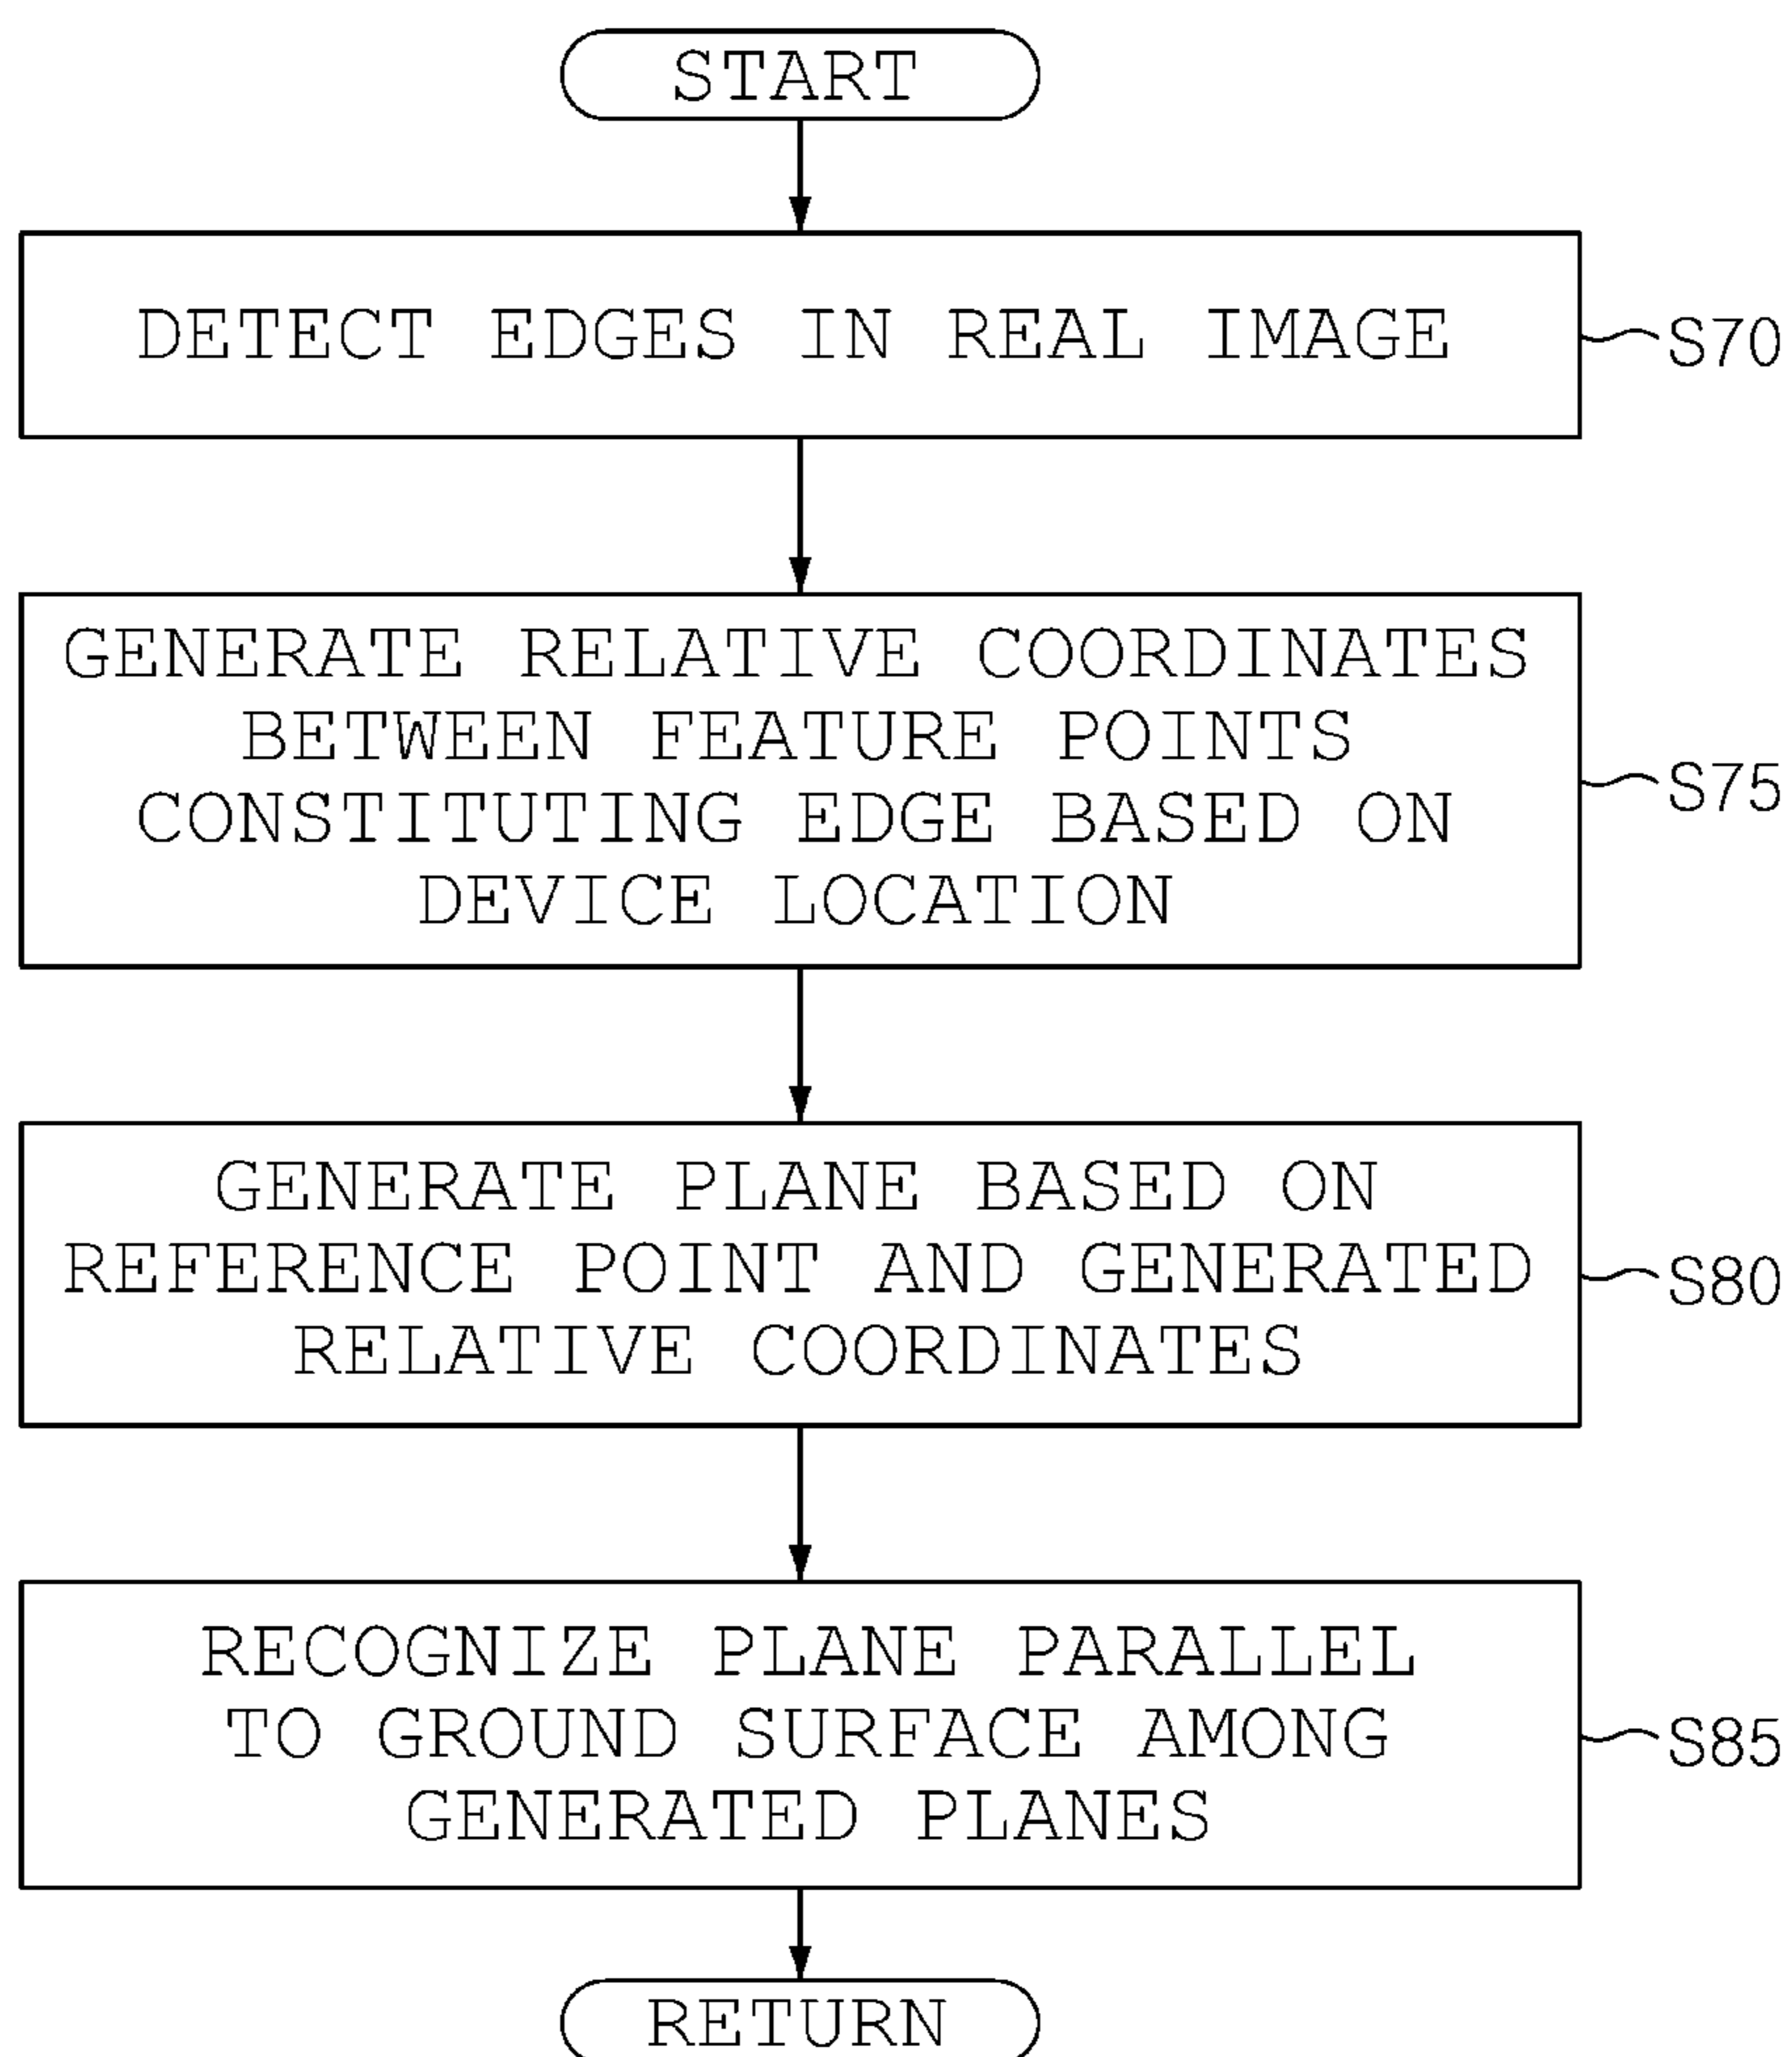 START
DETECT EDGES IN REAL IMAGE
S70
GENERATE RELATIVE COORDINATES
BETWEEN FEATURE POINTS
CONSTITUTING EDGE BASED ON
DEVICE LOCATION
S75
GENERATE PLANE BASED ON
REFERENCE POINT AND GENERATED
RELATIVE COORDINATES
S80
RECOGNIZE PLANE PARALLEL
TO GROUND SURFACE AMONG
GENERATED PLANES
S85
RETURN